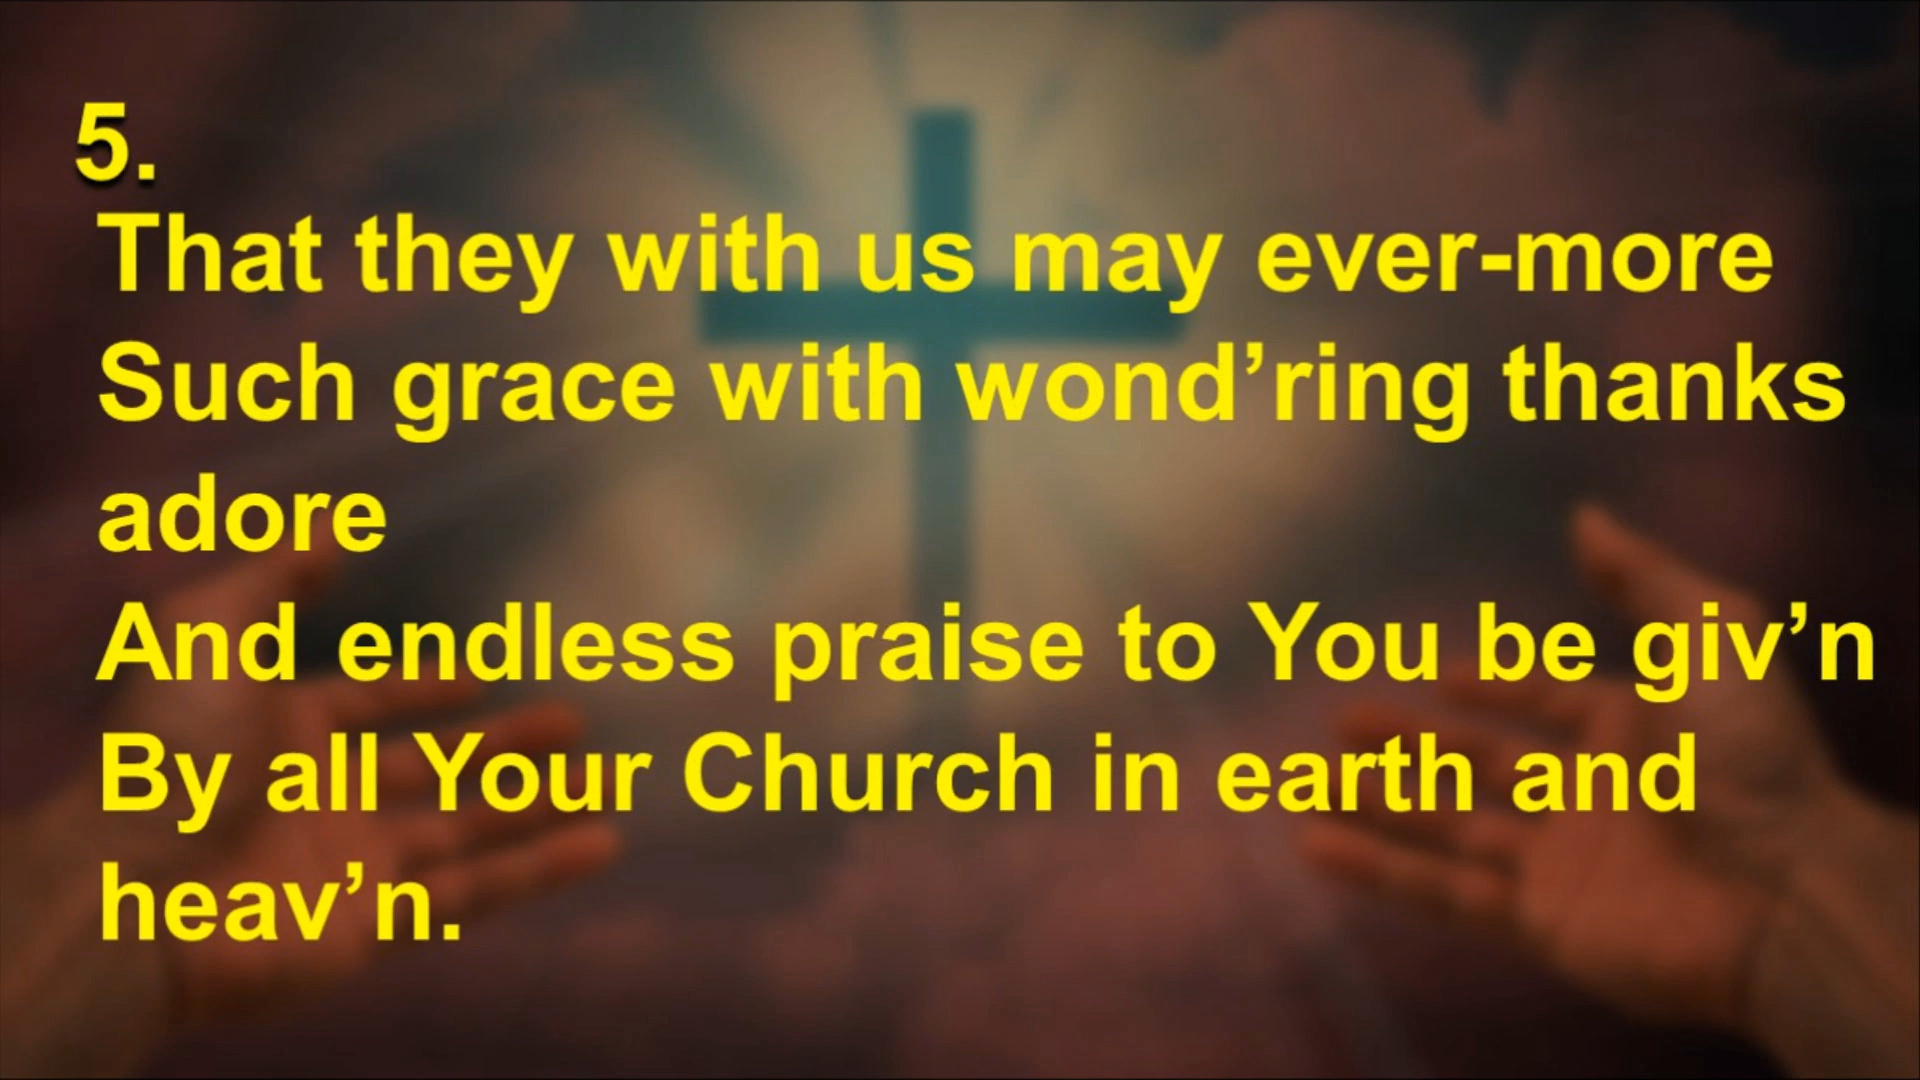 5.
That they with us may ever-more
Such grace with wond’ring thanks
adore
And endless praise to You be giv’n
By all Your Church in earth and
heav’n.